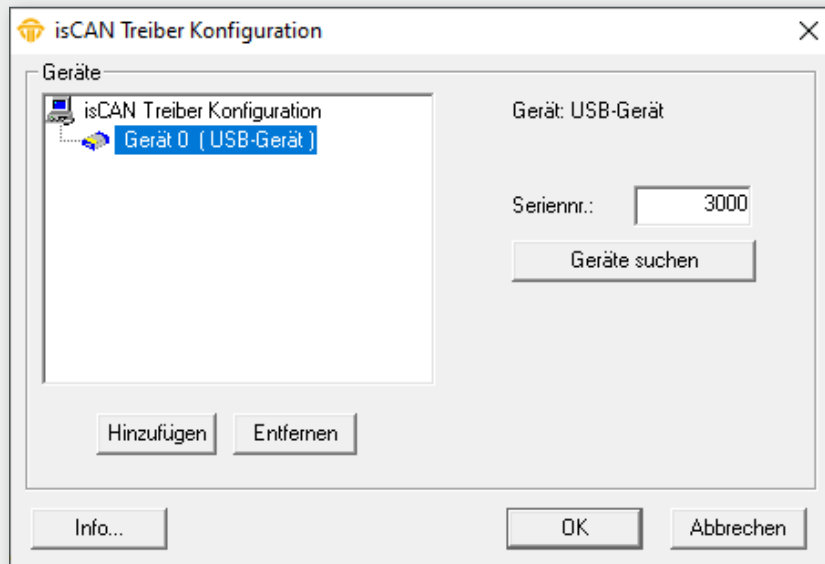 isCAN Treiber Konfiguration
Geräte
isCAN Treiber Konfiguration
Gerät 0 ( USB-Gerät )
Gerät: USB-Gerät
Seriennr.: 3000
Geräte suchen
Hinzufügen Entfernen
Info... OK Abbrechen